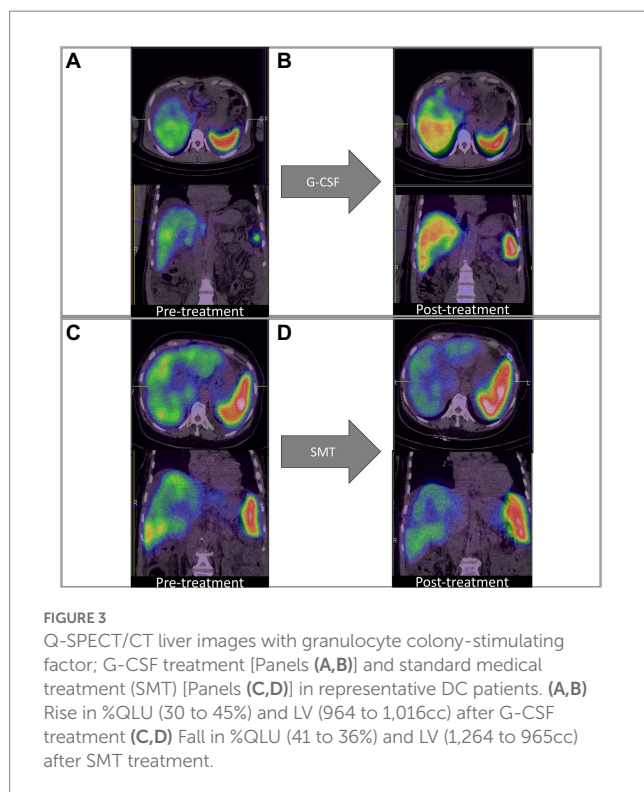 A
B
G-CSF
Pre-treatment
Post-treatment
C
D
SMT
Pre-treatment
Post-treatment
FIGURE 3
Q-SPECT/CT liver images with granulocyte colony-stimulating
factor; G-CSF treatment [Panels (A,B)] and standard medical
treatment (SMT) [Panels (C,D)] in representative DC patients. (A,B)
Rise in %QLU (30 to 45%) and LV (964 to 1,016cc) after G-CSF
treatment (C,D) Fall in %QLU (41 to 36%) and LV (1,264 to 965cc)
after SMT treatment.